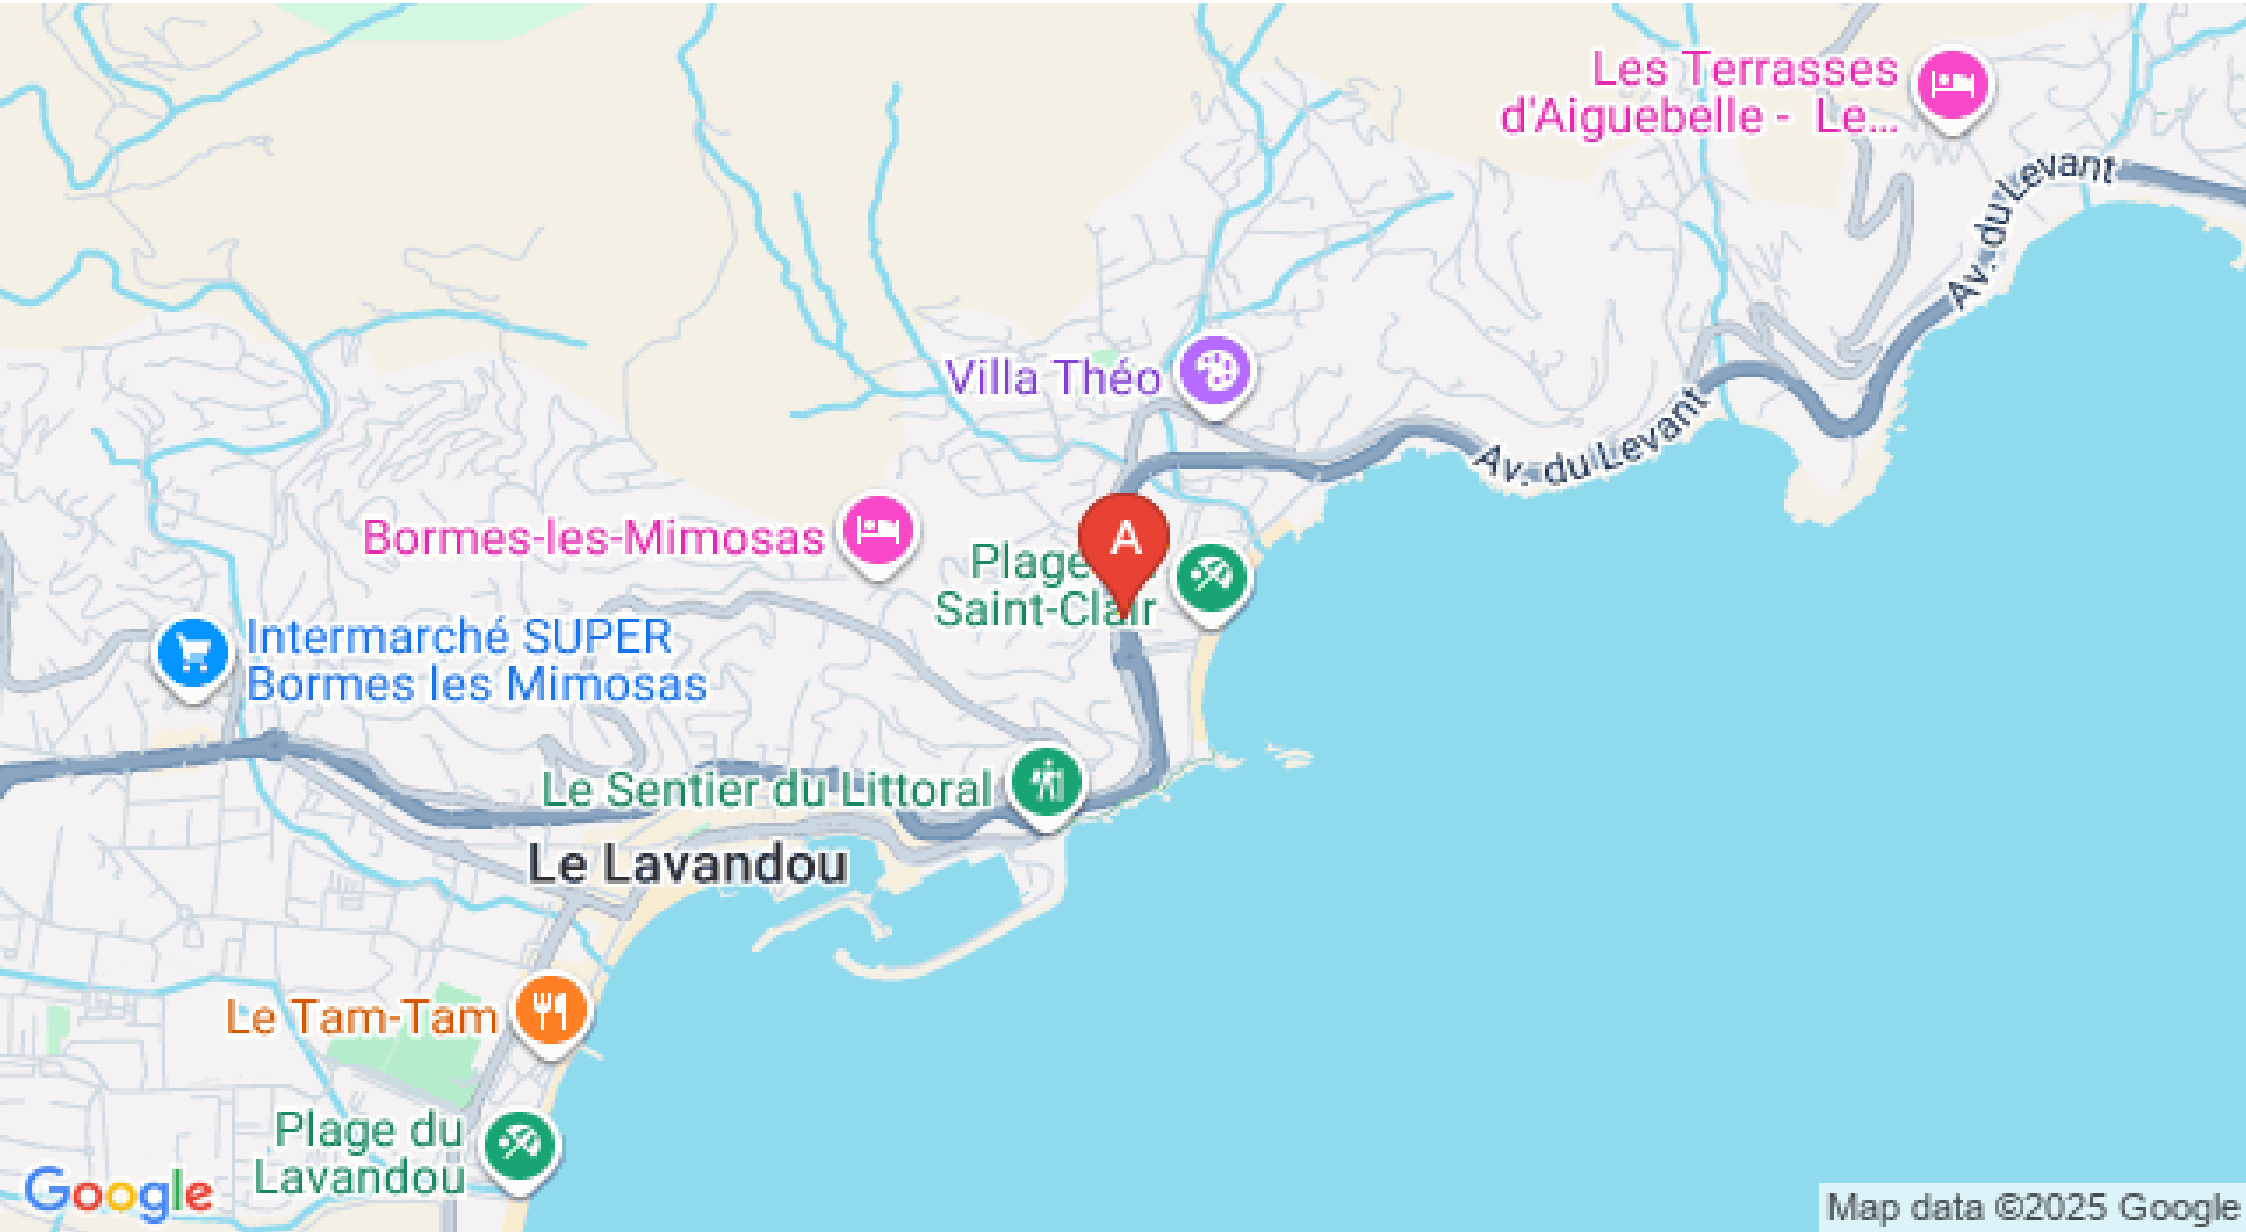 Les Terrasses
d'Aiguebelle - Le...
Av. du Levant
Villa Théo
Av. du Levant
Bormes-les-Mimosas
A
Plage
Saint-Clair
Intermarché SUPER
Bormes les Mimosas
Le Sentier du Littoral
Le Lavandou
Le Tam-Tam
Plage du
Lavandou
Google
Map data ©2025 Google